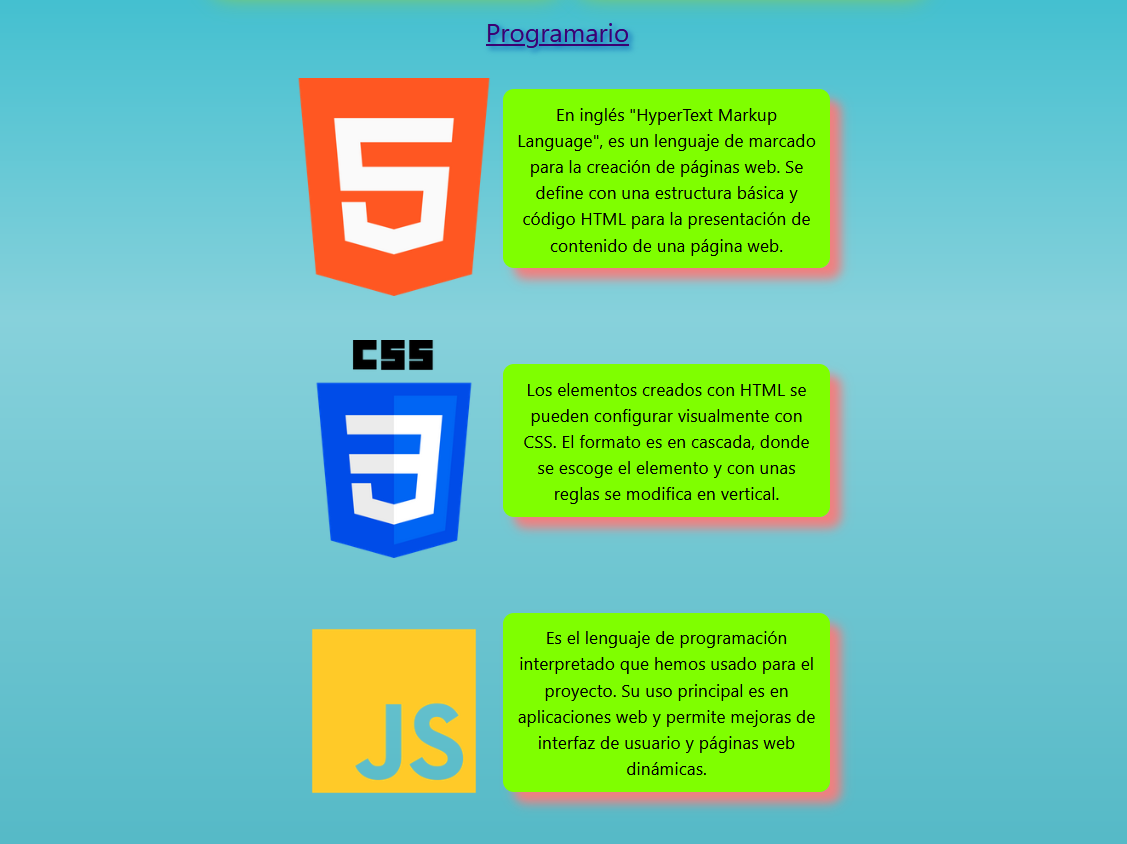 Programario
5
En inglés "HyperText Markup
Language", es un lenguaje de marcado
para la creación de páginas web. Se
define con una estructura básica y
código HTML para la presentación de
contenido de una página web.
CSS
3
Los elementos creados con HTML se
pueden configurar visualmente con
CSS. El formato es en cascada, donde
se escoge el elemento y con unas
reglas se modifica en vertical.
JS
Es el lenguaje de programación
interpretado que hemos usado para el
proyecto. Su uso principal es en
aplicaciones web y permite mejoras de
interfaz de usuario y páginas web
dinámicas.